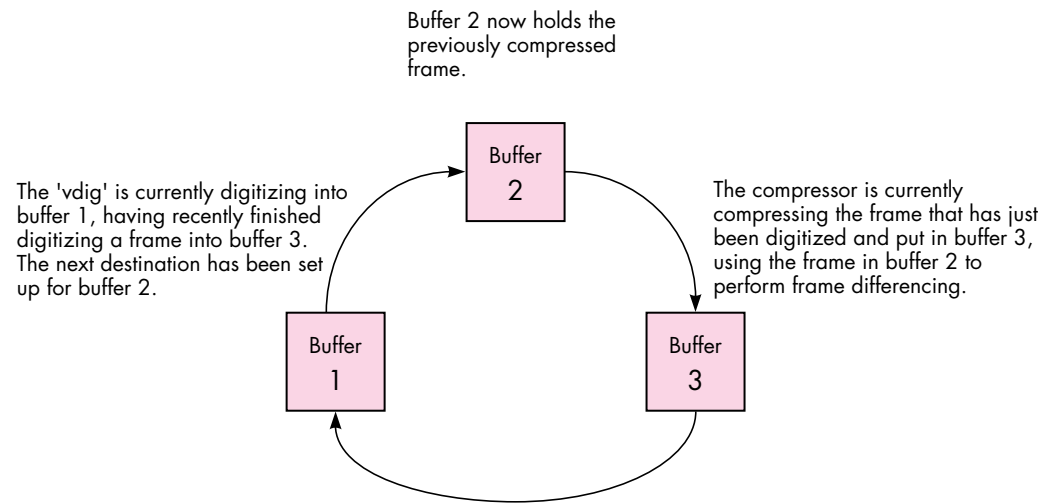 Buffer 2 now holds the
previously compressed
frame.
Buffer
2
The 'vdig' is currently digitizing into
buffer 1, having recently finished
digitizing a frame into buffer 3.
The next destination has been set
up for buffer 2.
The compressor is currently
compressing the frame that has just
been digitized and put in buffer 3,
using the frame in buffer 2 to
perform frame differencing.
Buffer
1
Buffer
3